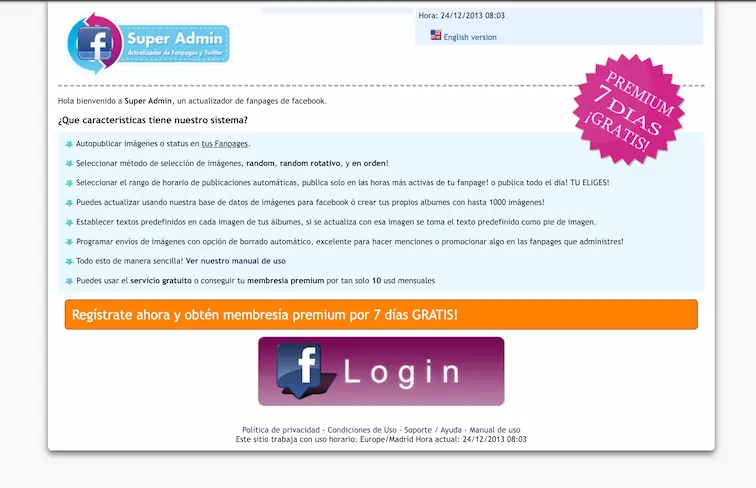 Super Admin
Actualizador de Fanpages y Twitter
Hora: 24/12/2013 08:03
English version
PREMIUM
7 DIAS
¡GRATIS!
Hola bienvenido a Super Admin, un actualizador de fanpages de facebook.
¿Que caracteristicas tiene nuestro sistema?
Autopublicar imágenes o status en tus Fanpages.
Seleccionar método de selección de imágenes, random, random rotativo, y en orden!
Seleccionar el rango de horario de publicaciones automáticas, publica solo en las horas más activas de tu fanpage! o publica todo el día! TU ELIGES!
Puedes actualizar usando nuestra base de datos de imágenes para facebook ó crear tus propios albumes con hasta 1000 imágenes!
Establecer textos predefinidos en cada imagen de tus álbumes, si se actualiza con esa imagen se toma el texto predefinido como pie de imagen.
Programar envíos de imágenes con opción de borrado automático, excelente para hacer menciones o promocionar algo en las fanpages que administres!
Todo esto de manera sencilla! Ver nuestro manual de uso
Puedes usar el servicio gratuito o conseguir tu membresía premium por tan solo 10 usd mensuales
Regístrate ahora y obtén membresía premium por 7 días GRATIS!
f Login
Política de privacidad - Condiciones de Uso - Soporte / Ayuda - Manual de uso
Este sitio trabaja con uso horario: Europe/Madrid Hora actual: 24/12/2013 08:03